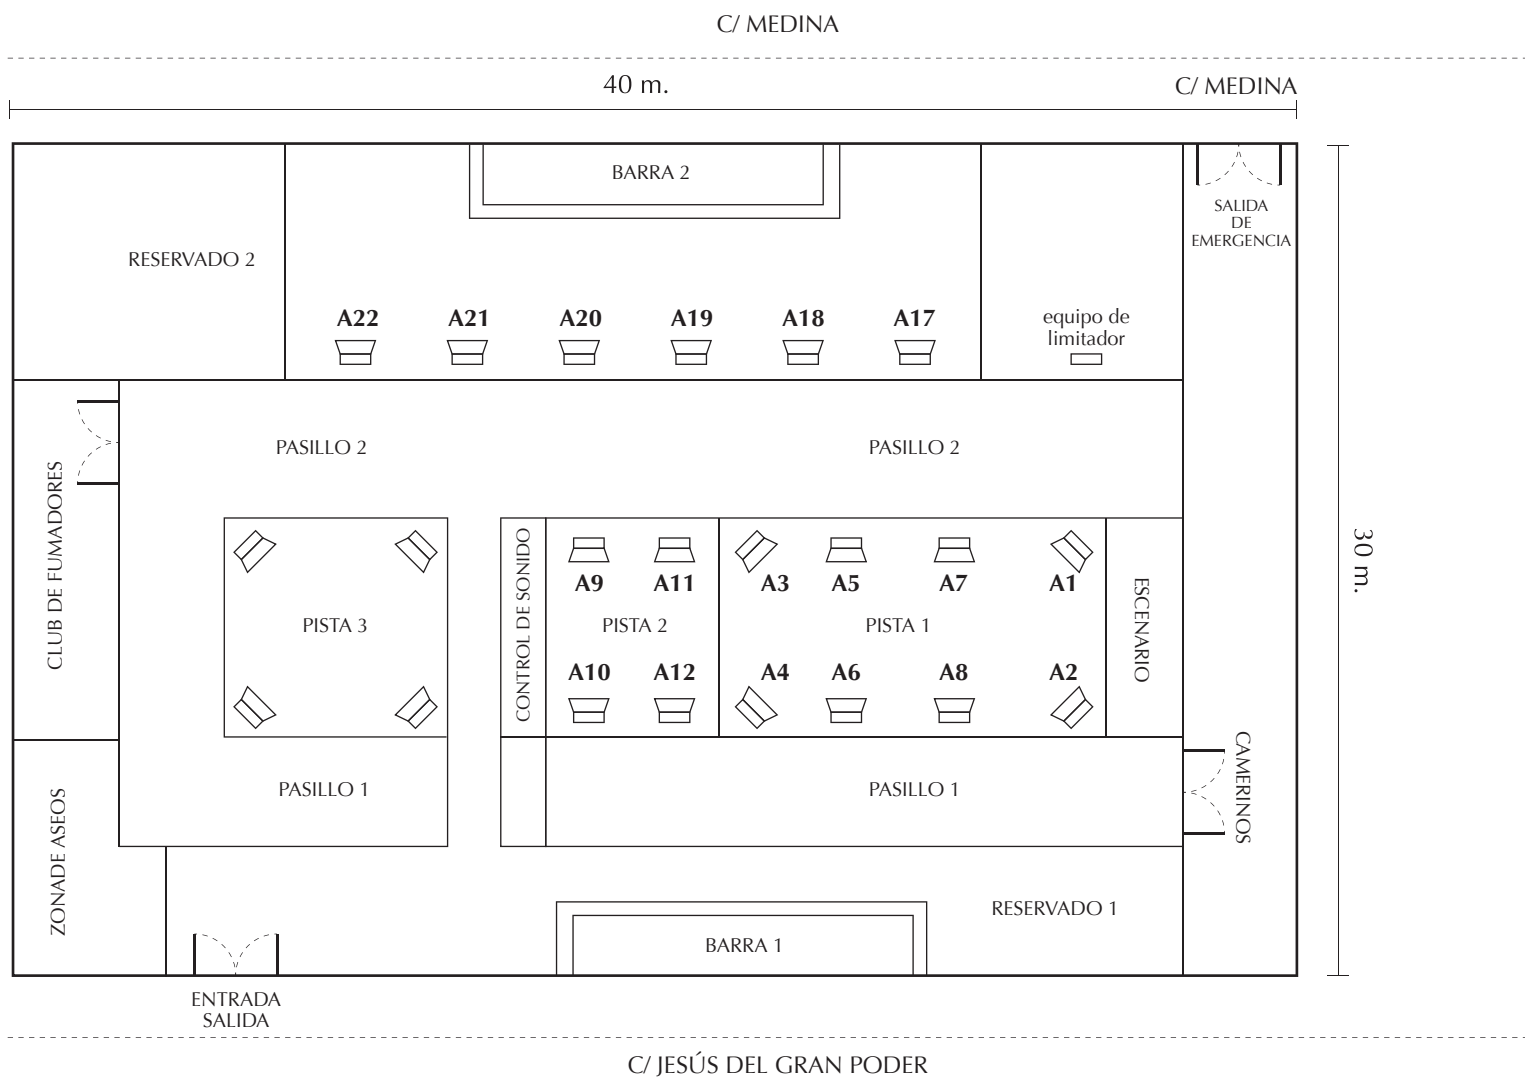 C/ MEDINA
40 m.
C/ MEDINA
BARRA 2
SALIDA
DE
EMERGENCIA
RESERVADO 2
A22 A21 A20 A19 A18 A17
equipo de
limitador
PASILLO 2 PASILLO 2
CLUB DE FUMADORES
CONTROL DE SONIDO
30 m.
A9 A11 A3 A5 A7 A1
PISTA 3 PISTA 2 PISTA 1
ESCENARIO
A10 A12 A4 A6 A8 A2
PASILLO 1 PASILLO 1
CAMERINOS
ZONADE ASEOS
RESERVADO 1
BARRA 1
ENTRADA
SALIDA
C/ JESÚS DEL GRAN PODER